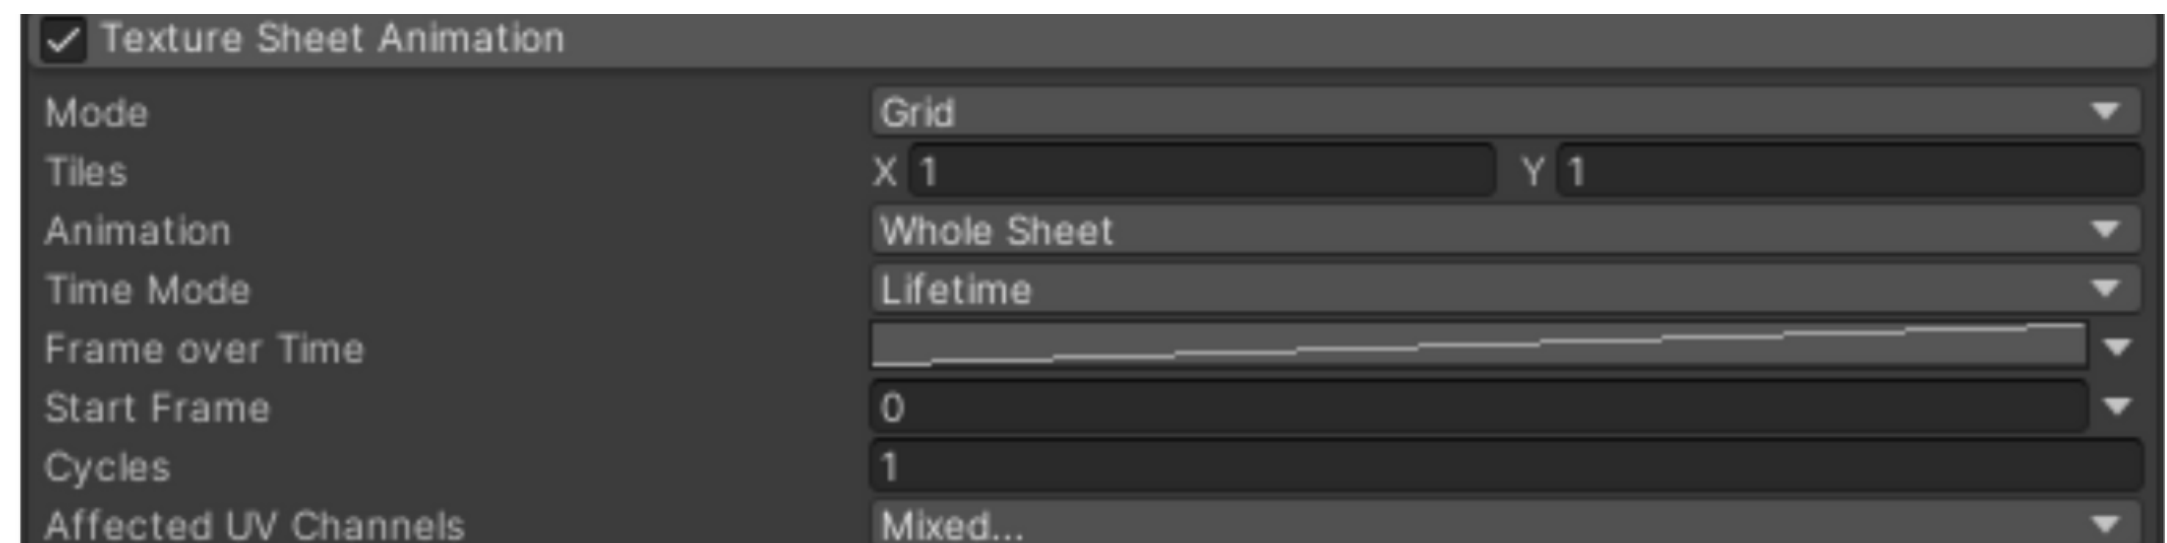 Texture Sheet Animation
Mode Grid
Tiles X 1 Y 1
Animation Whole Sheet
Time Mode Lifetime
Frame over Time
Start Frame 0
Cycles 1
Affected UV Channels Mixed...